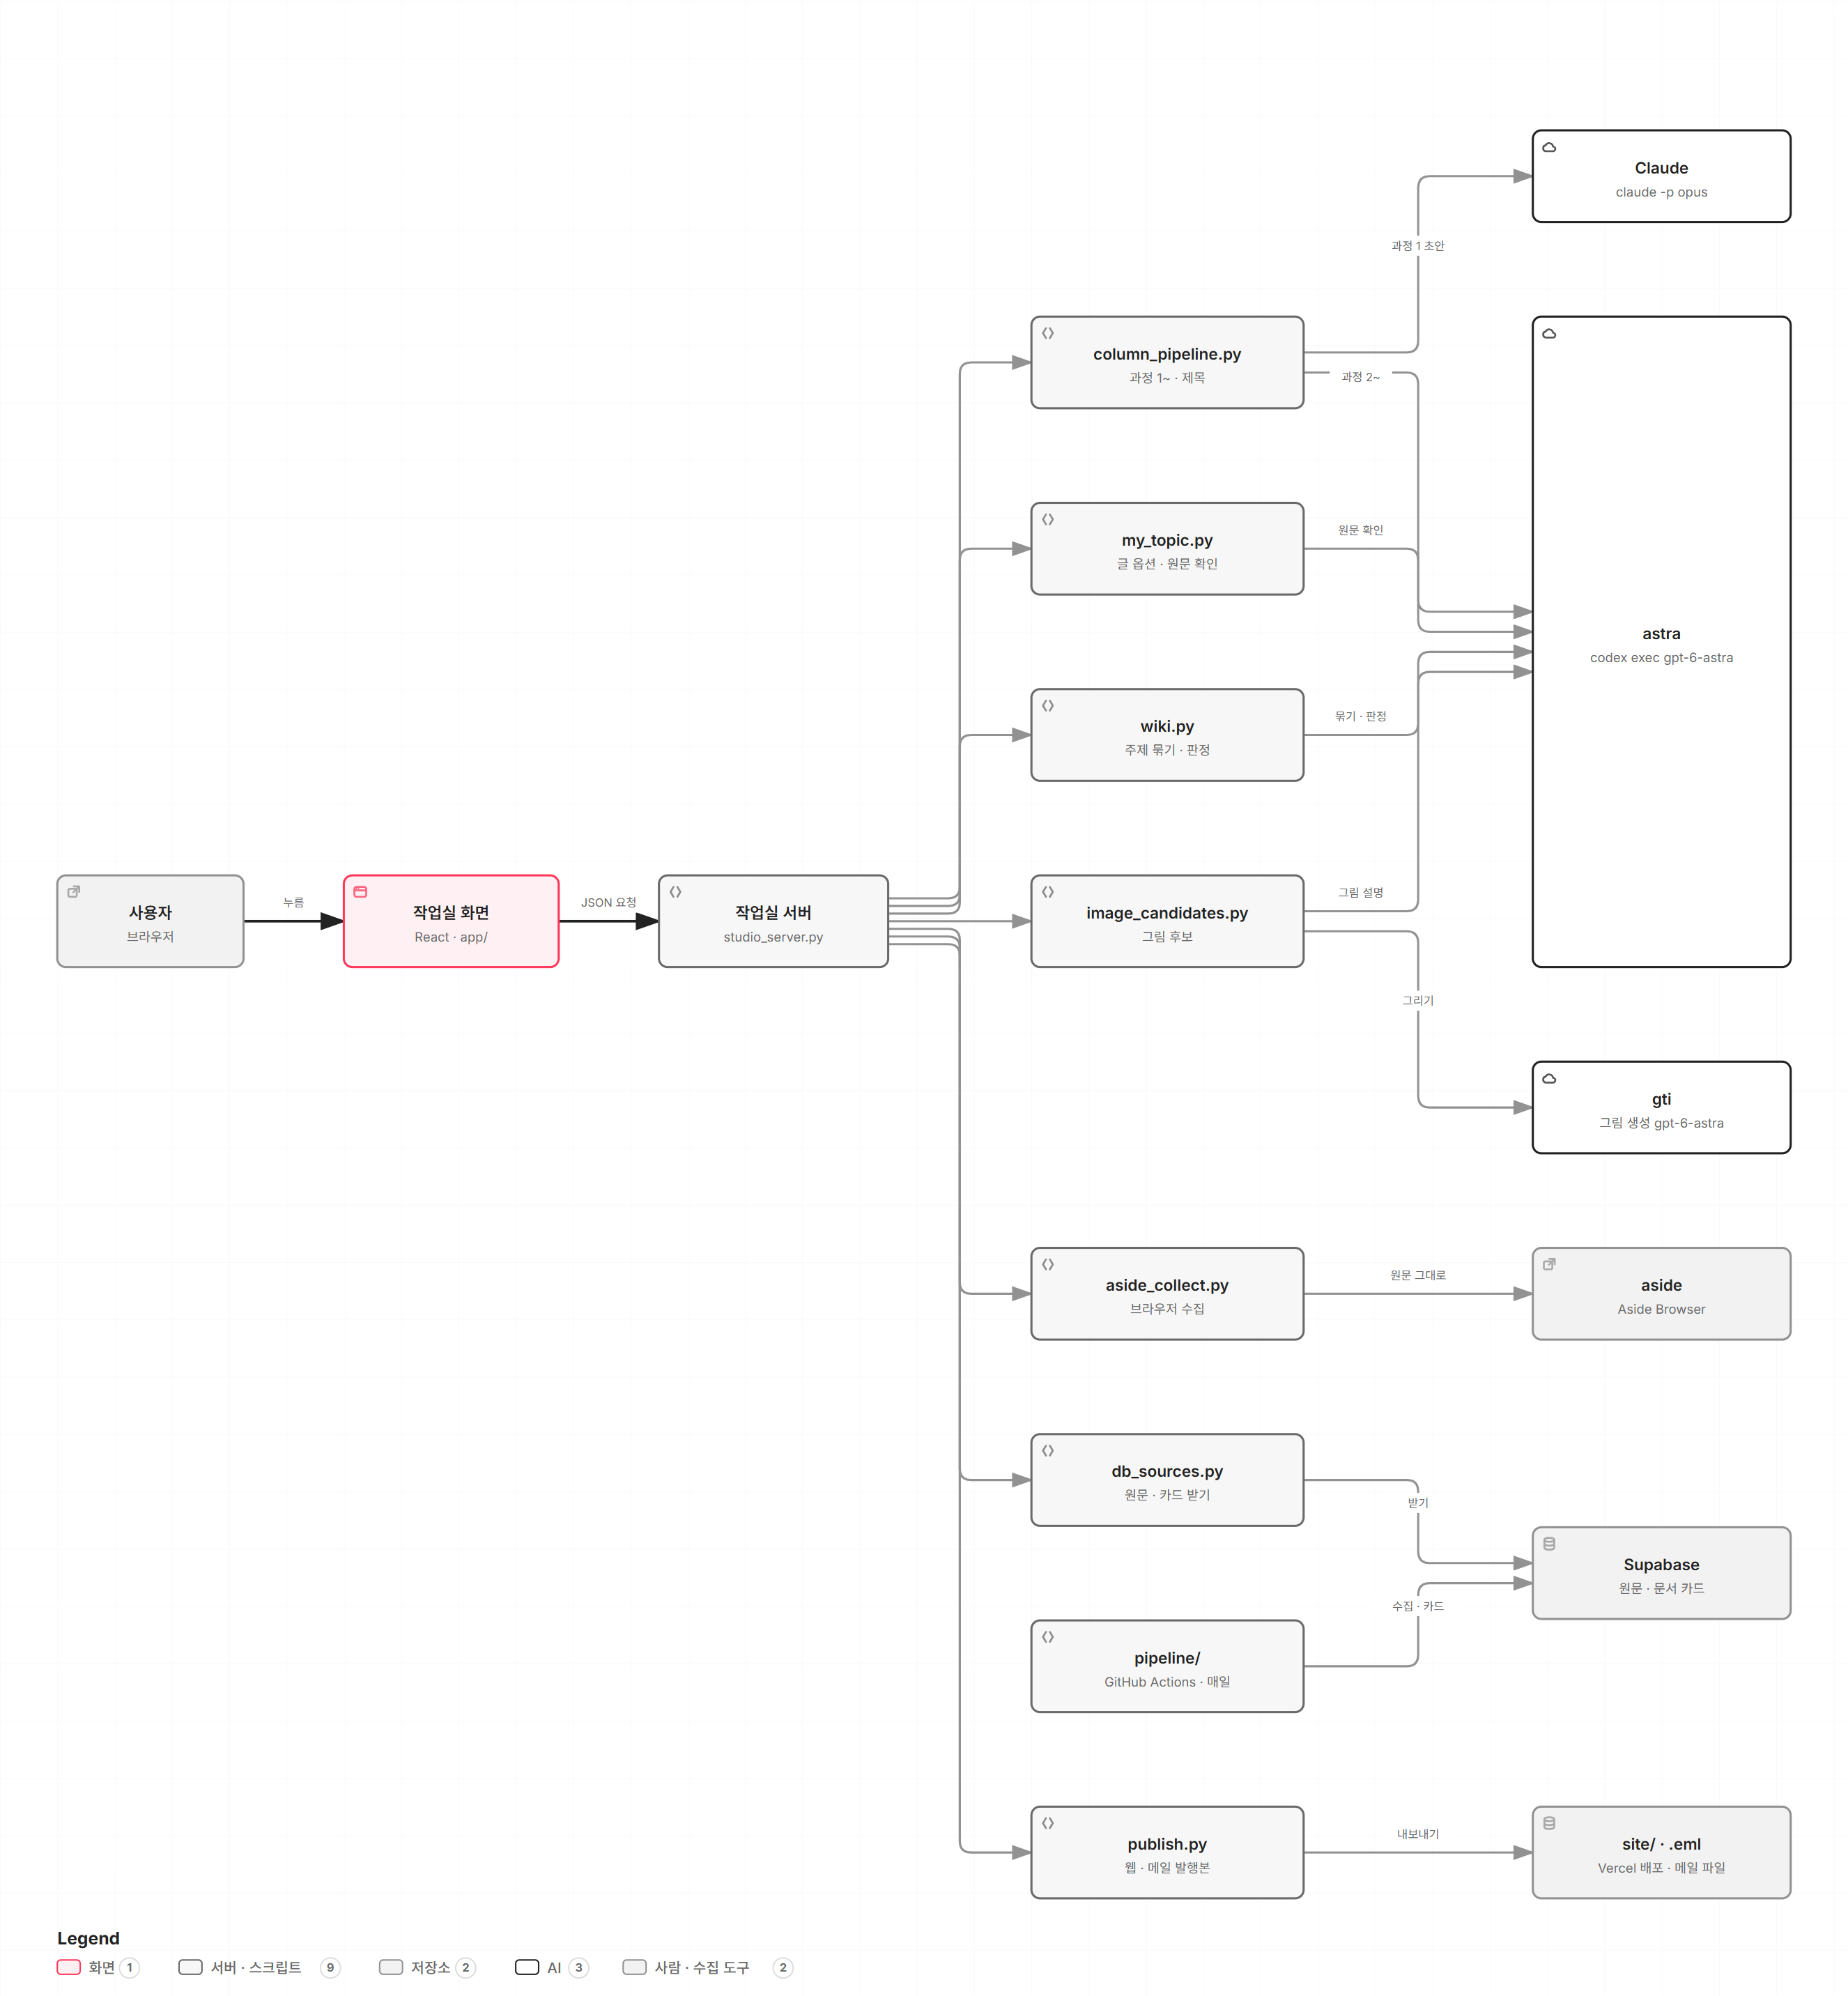 Claude
claude -p opus
과정 1 초안
column_pipeline.py
과정 1~ · 제목
과정 2~
my_topic.py
글 옵션 · 원문 확인
원문 확인
astra
codex exec gpt-6-astra
wiki.py
주제 묶기 · 판정
묶기 · 판정
사용자
브라우저
누름
작업실 화면
React · app/
JSON 요청
작업실 서버
studio_server.py
image_candidates.py
그림 후보
그림 설명
그리기
gti
그림 생성 gpt-6-astra
aside_collect.py
브라우저 수집
원문 그대로
aside
Aside Browser
db_sources.py
원문 · 카드 받기
받기
Supabase
원문 · 문서 카드
수집 · 카드
pipeline/
GitHub Actions · 매일
publish.py
웹 · 메일 발행본
내보내기
site/ · .eml
Vercel 배포 · 메일 파일
Legend
화면 1
서버 · 스크립트 9
저장소 2
AI 3
사람 · 수집 도구 2